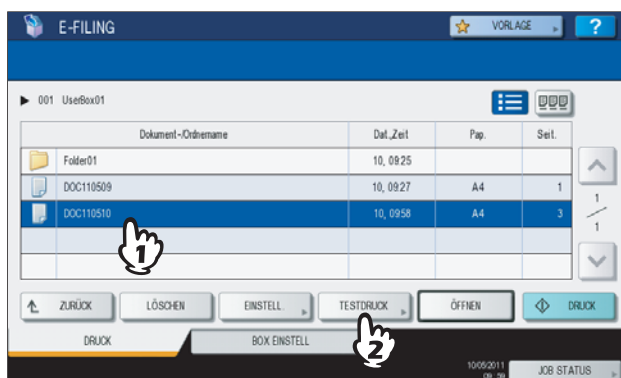 E-FILING
VORLAGE
?
001 UserBox01
Dokument-/Ordnername Dat.,Zeit Pap. Seit.
Folder01 10, 09:25
DOC110509 10, 09:27 A4 1
DOC110510 10, 09:58 A4 3
1
1
1
2
ZURÜCK LÖSCHEN EINSTELL. TESTDRUCK ÖFFNEN DRUCK
DRUCK BOX EINSTELL
10/05/2011
JOB STATUS